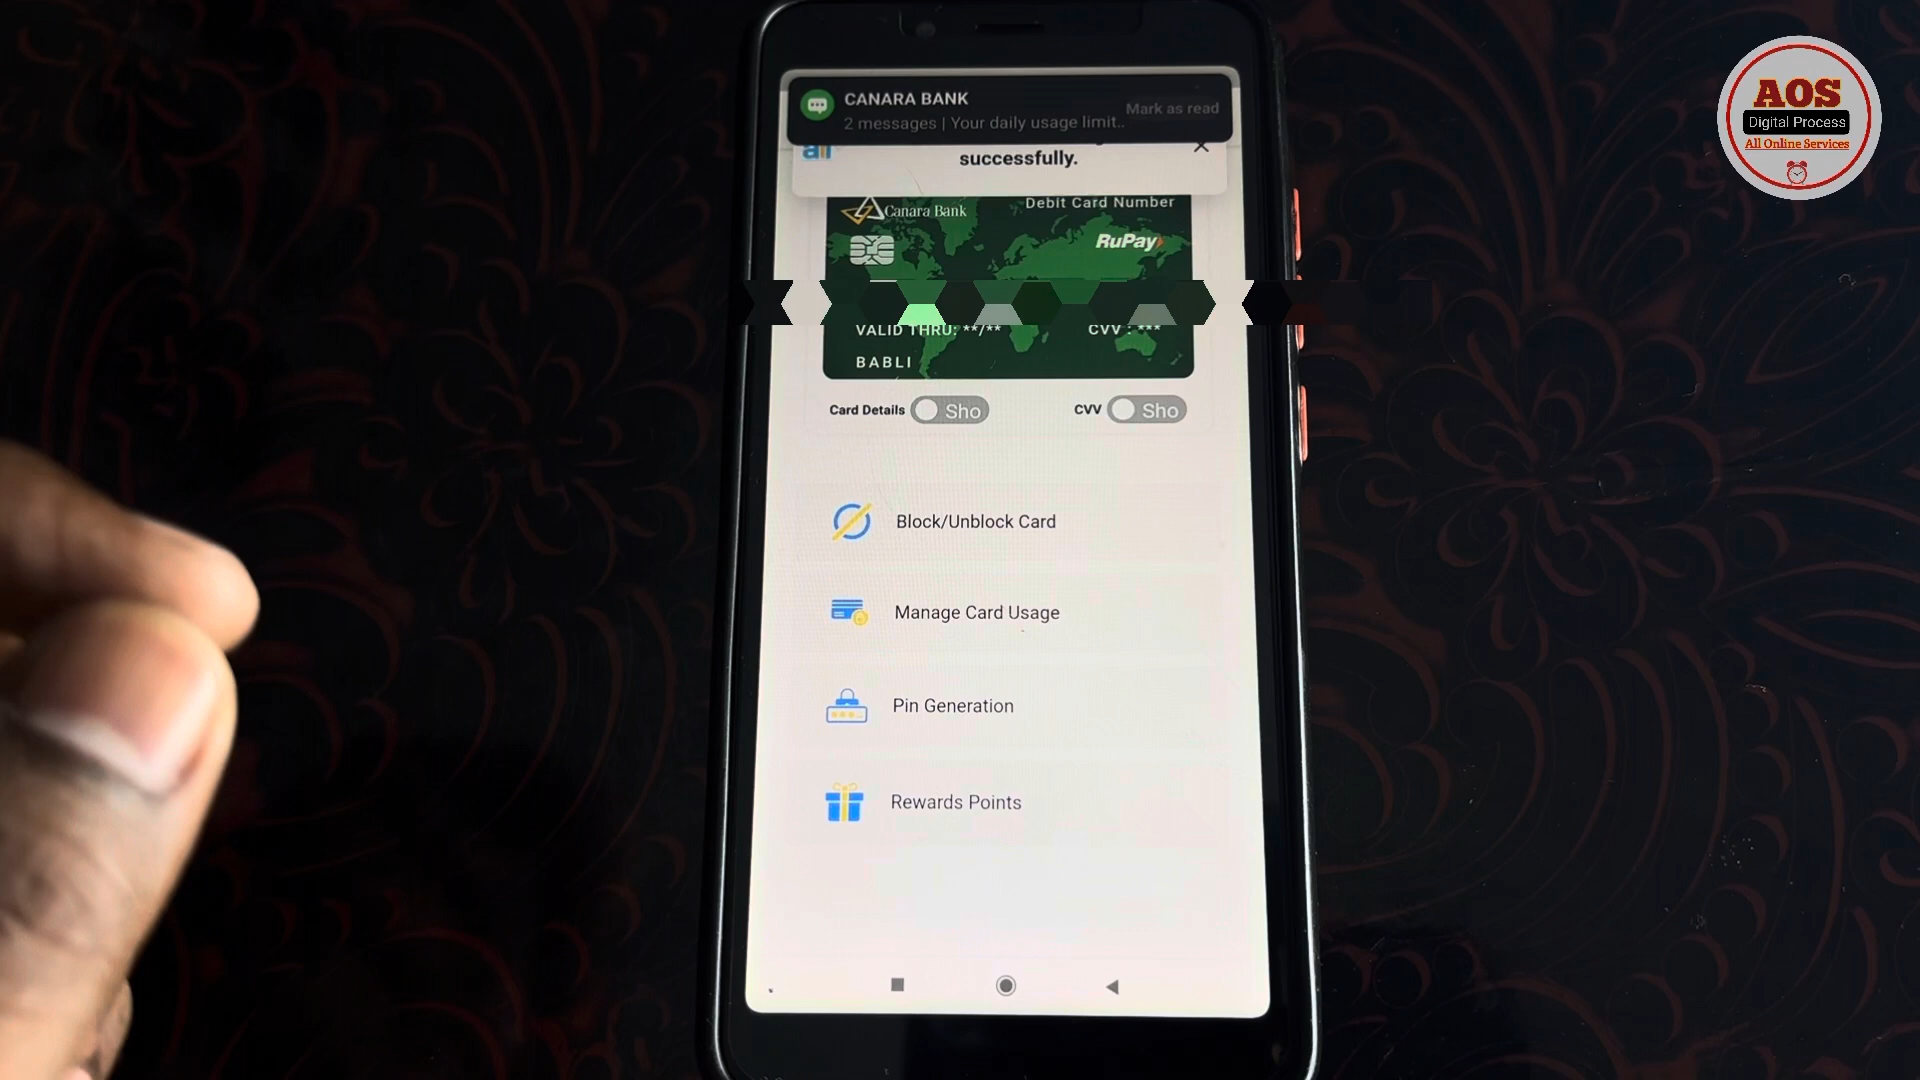 CANARA BANK
2 messages | Your daily usage limit..
Mark as read
successfully.
Canara Bank
Debit Card Number
RuPay
VALID THRU: **/**
CVV : ***
BABLI
Card Details
Sho
CVV
Sho
Block/Unblock Card
Manage Card Usage
Pin Generation
Rewards Points
AOS
Digital Process
All Online Services